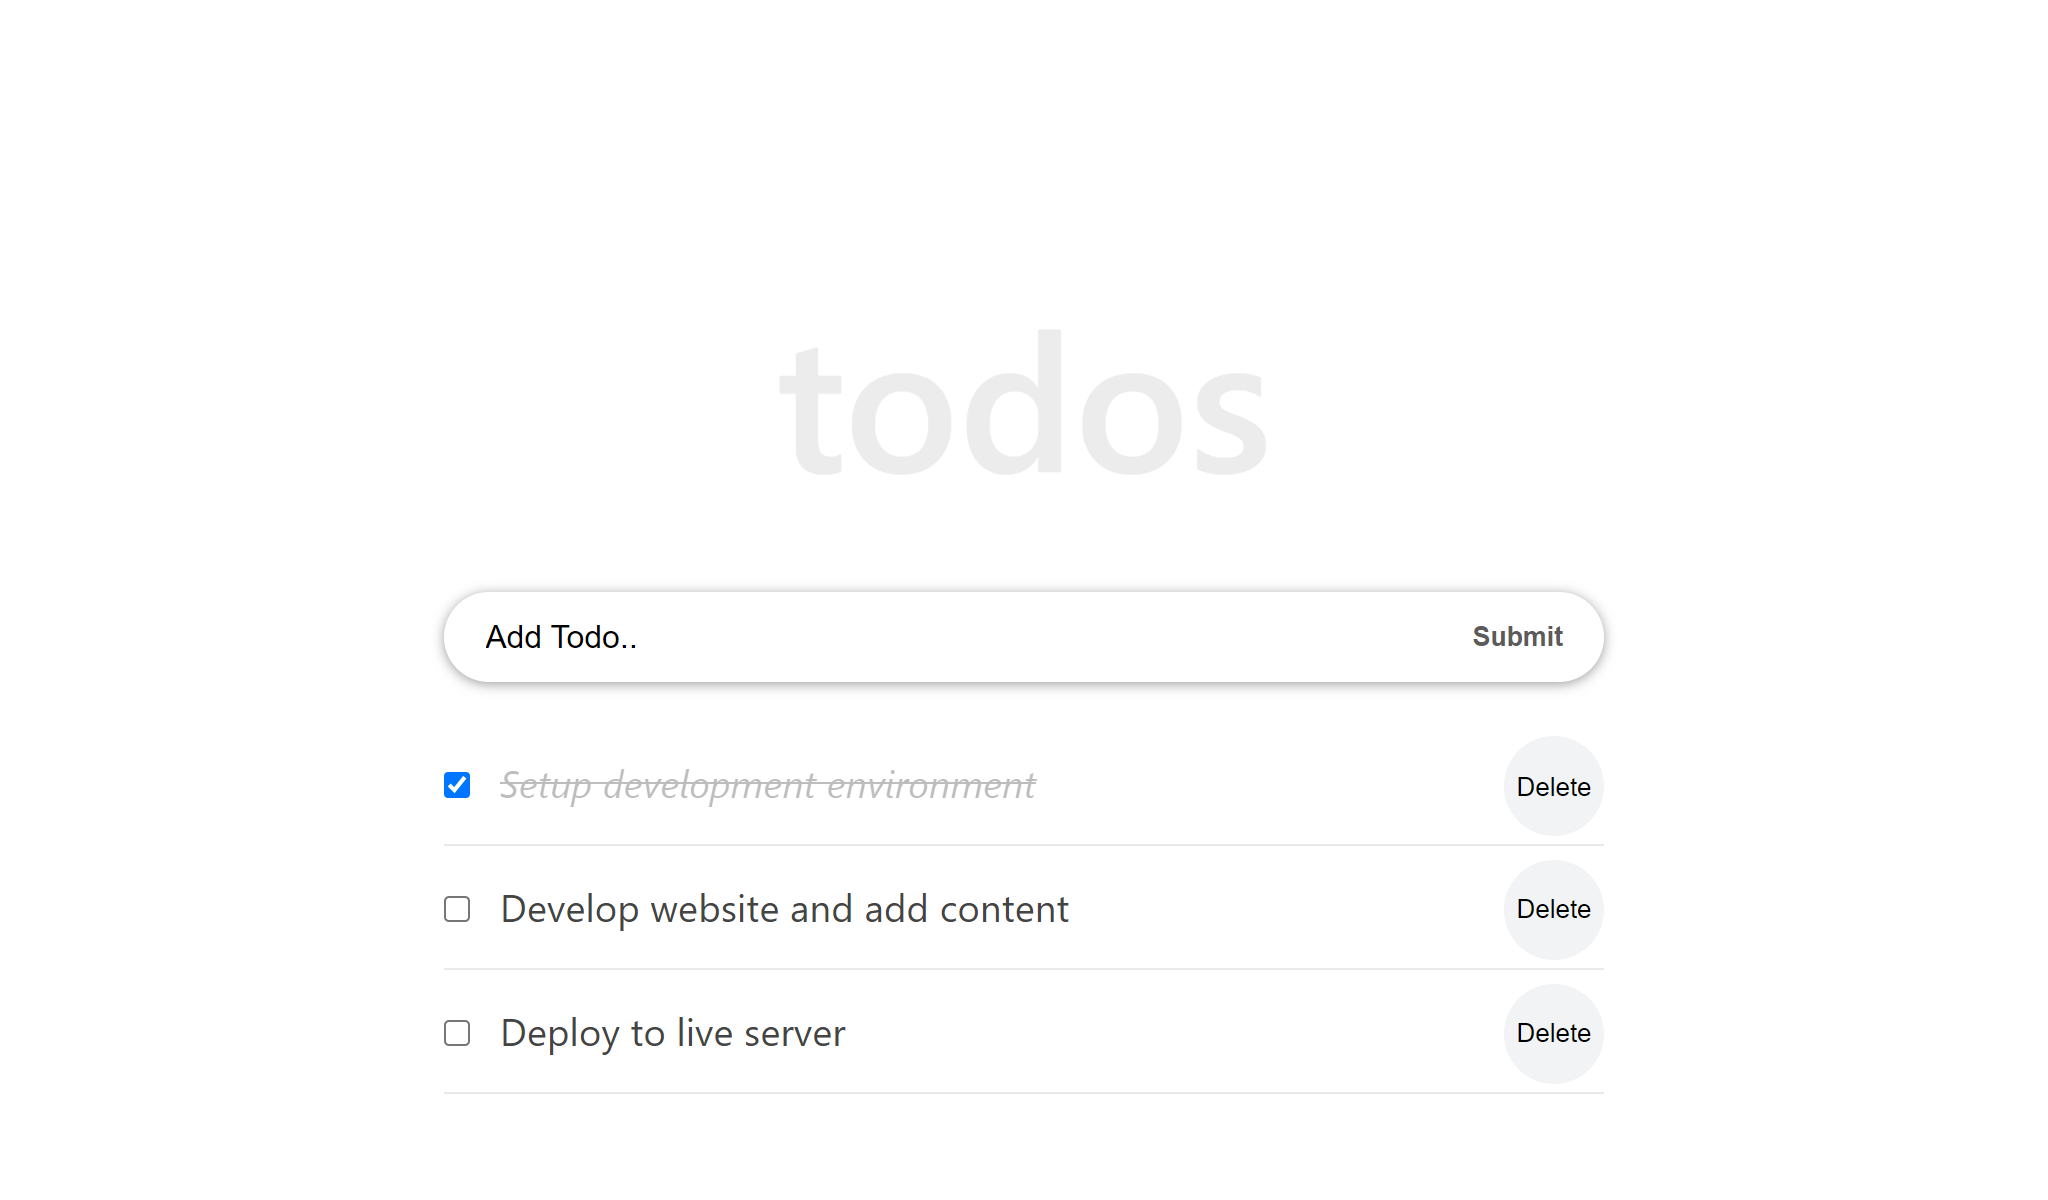 todos
Add Todo.. Submit
Setup development environment Delete
Develop website and add content Delete
Deploy to live server Delete